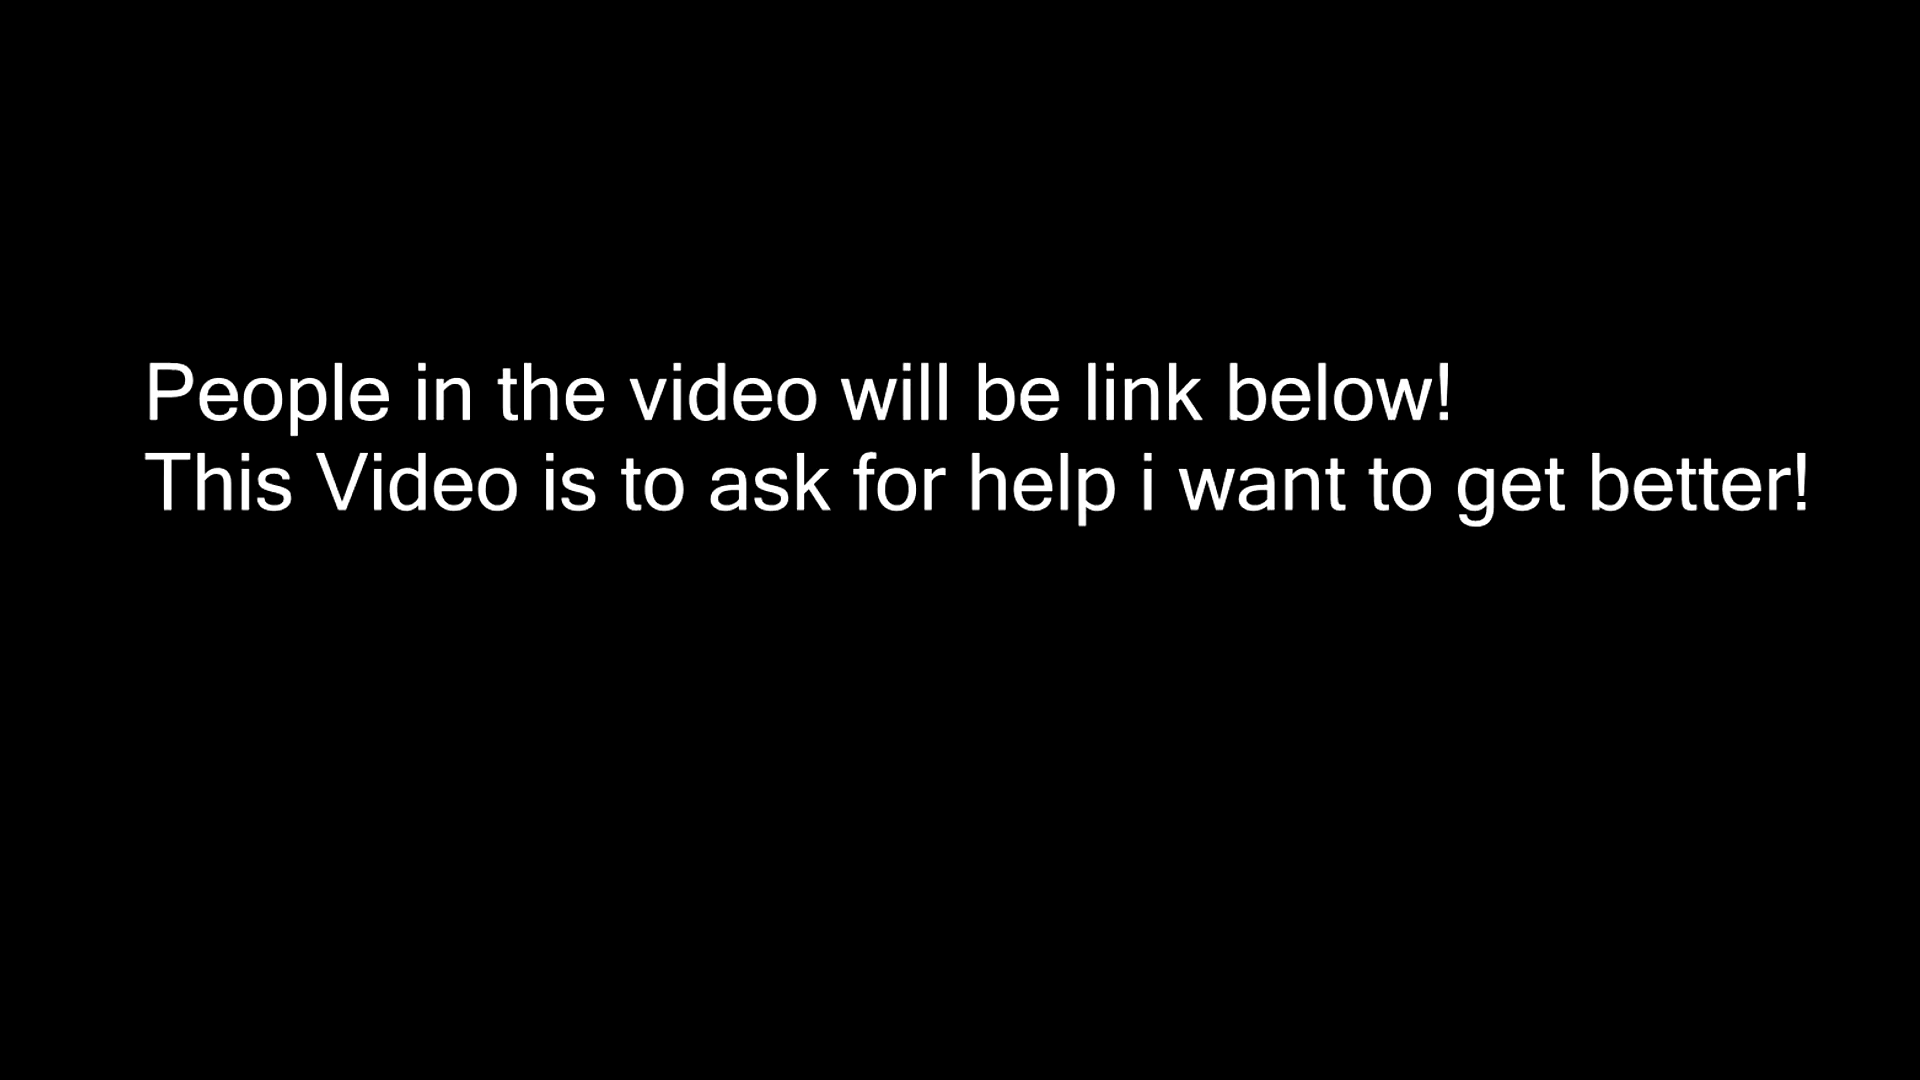 People in the video will be link below!
This Video is to ask for help i want to get better!